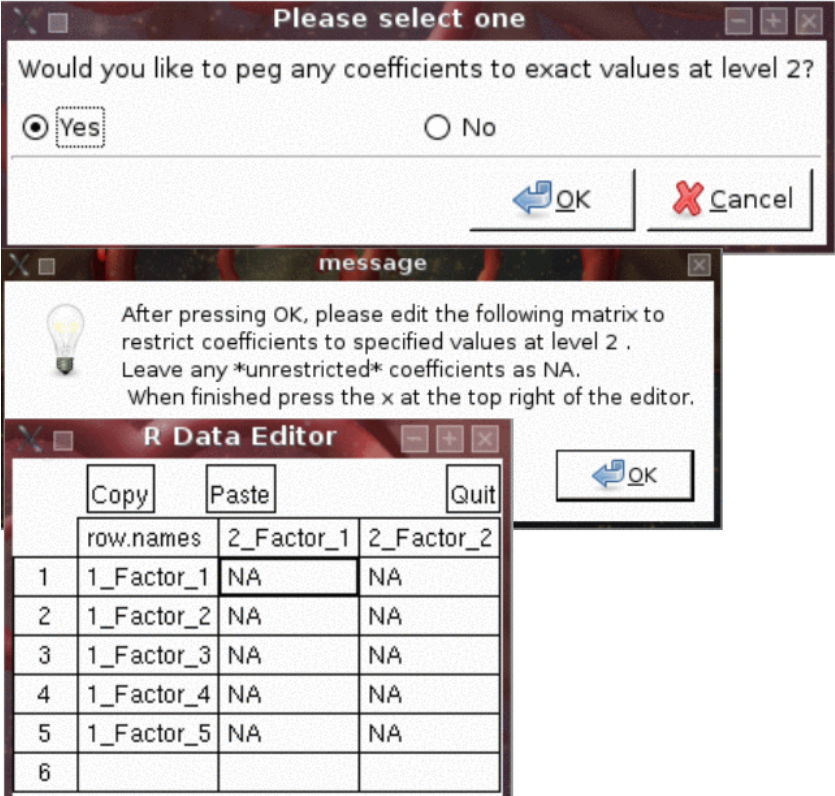 Please select one
Would you like to peg any coefficients to exact values at level 2?
Yes No
OK Cancel
message
After pressing OK, please edit the following matrix to
restrict coefficients to specified values at level 2 .
Leave any *unrestricted* coefficients as NA.
When finished press the x at the top right of the editor.
OK
R Data Editor
Copy Paste Quit
row.names 2_Factor_1 2_Factor_2
1 1_Factor_1 NA NA
2 1_Factor_2 NA NA
3 1_Factor_3 NA NA
4 1_Factor_4 NA NA
5 1_Factor_5 NA NA
6